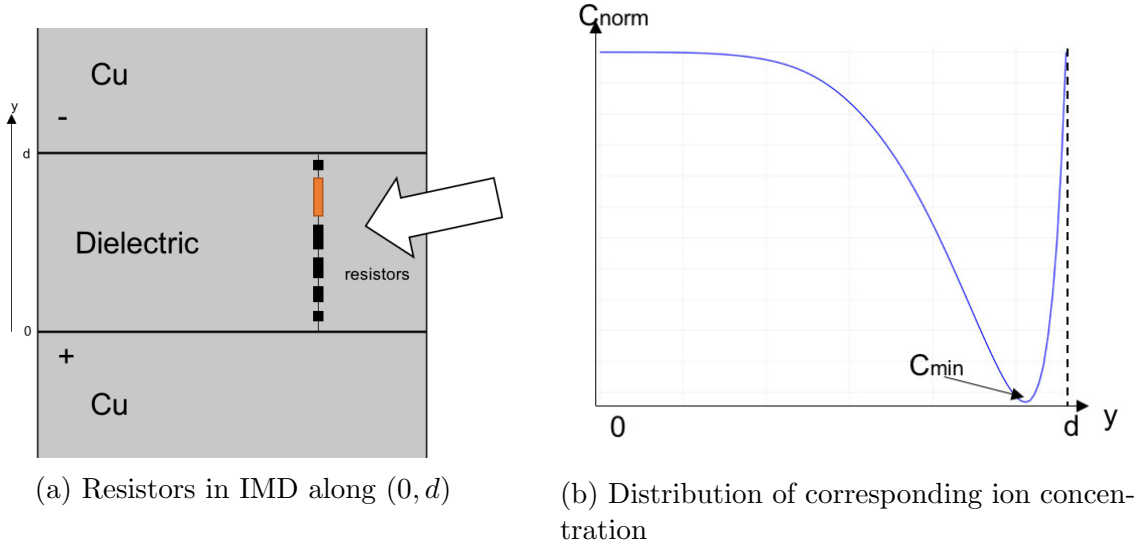 Cu
-
y
d
Dielectric
resistors
0
+
Cu
(a) Resistors in IMD along (0, d)
Cnorm
Cmin
0
d
y
(b) Distribution of corresponding ion concen-
tration